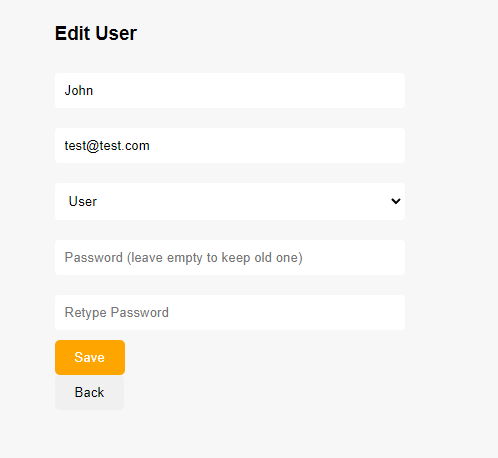 Edit User
John
test@test.com
User
Password (leave empty to keep old one)
Retype Password
Save
Back